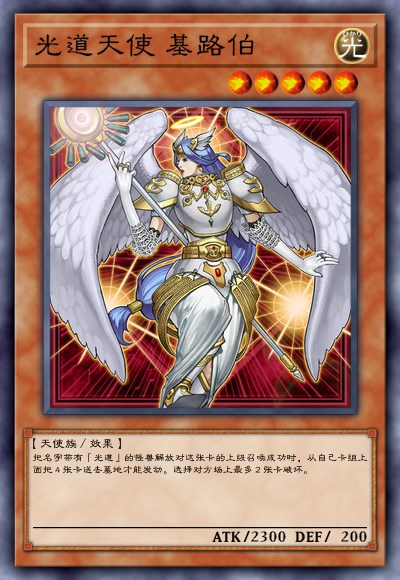 光道天使 基路伯
光
ひかり
【天使族/效果】
把名字带有「光道」的怪兽解放对这张卡的上级召唤成功时,从自己卡组上
面把4张卡送去墓地才能发动。选择对方场上最多2张卡破坏。
ATK/2300 DEF/ 200